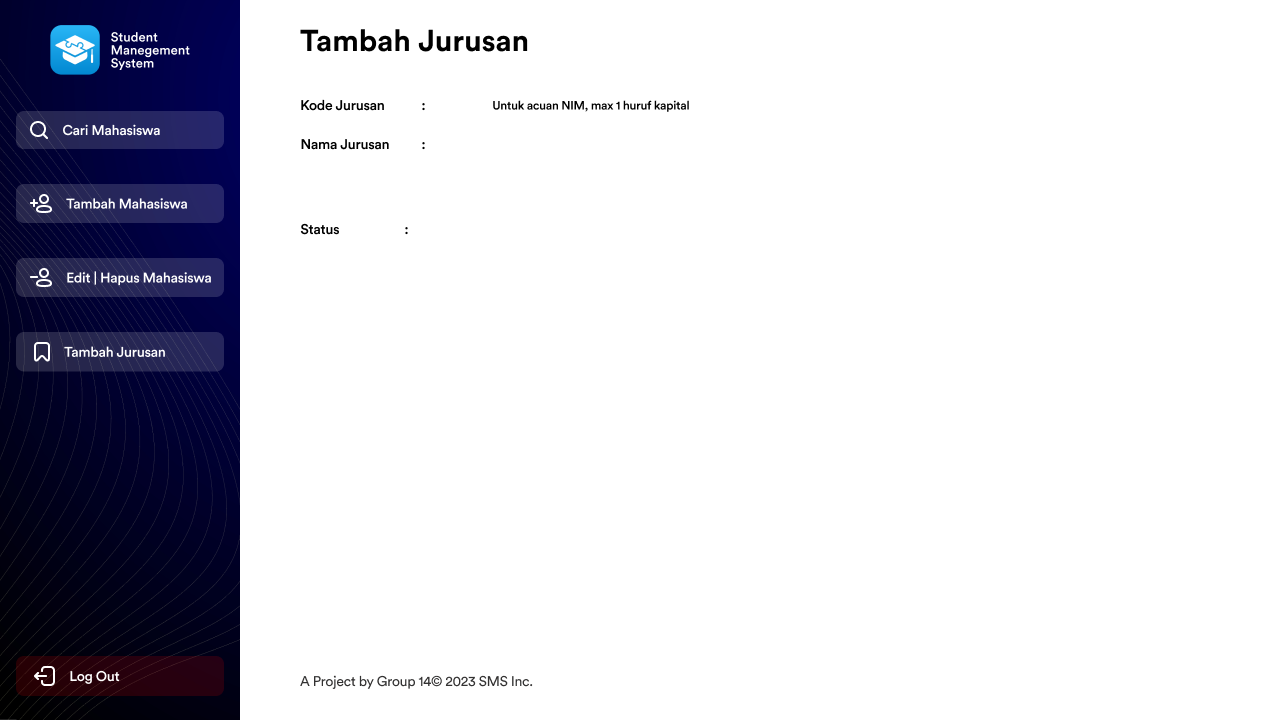 Student
Manegement
System
Cari Mahasiswa
Tambah Mahasiswa
Edit | Hapus Mahasiswa
Tambah Jurusan
Log Out
Tambah Jurusan
Kode Jurusan : Untuk acuan NIM, max 1 huruf kapital
Nama Jurusan :
Status :
A Project by Group 14© 2023 SMS Inc.